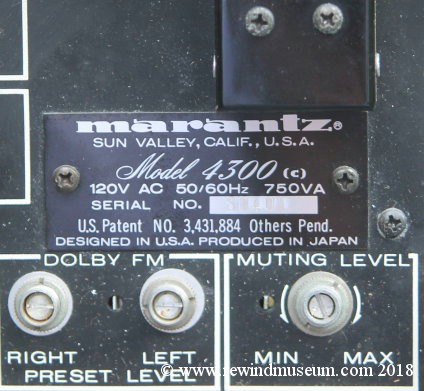 marantz®
SUN VALLEY, CALIF., U.S.A.
Model 4300 (c)
120V AC 50/60Hz 750VA
SERIAL NO.
U.S. Patent NO. 3,431,884 Others Pend.
DESIGNED IN U.S.A. PRODUCED IN JAPAN
DOLBY FM
MUTING LEVEL
RIGHT LEFT
PRESET LEVEL
MIN MAX
© www.rewindmuseum.com 2018